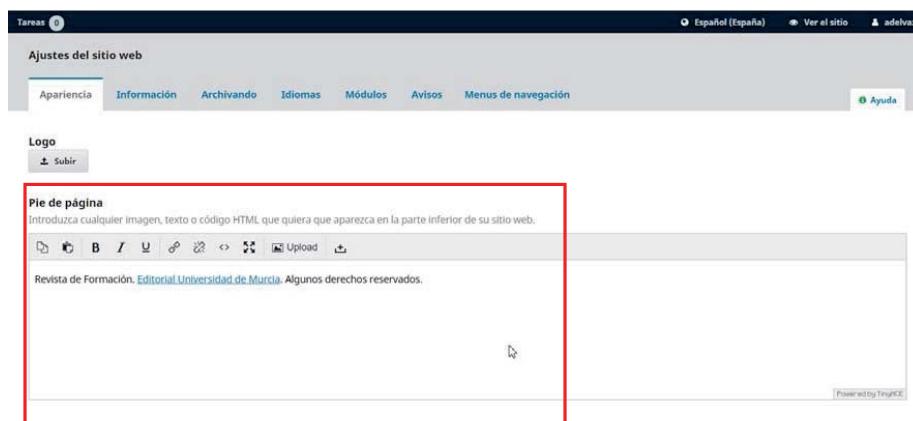 Tareas 0
Español (España) Ver el sitio adelva
Ajustes del sitio web
Apariencia Información Archivando Idiomas Módulos Avisos Menus de navegación
Ayuda
Logo
Subir
Pie de página
Introduzca cualquier imagen, texto o código HTML que quiera que aparezca en la parte inferior de su sitio web.
B I U Upload
Revista de Formación. Editorial Universidad de Murcia. Algunos derechos reservados.
Powered by TinyMCE